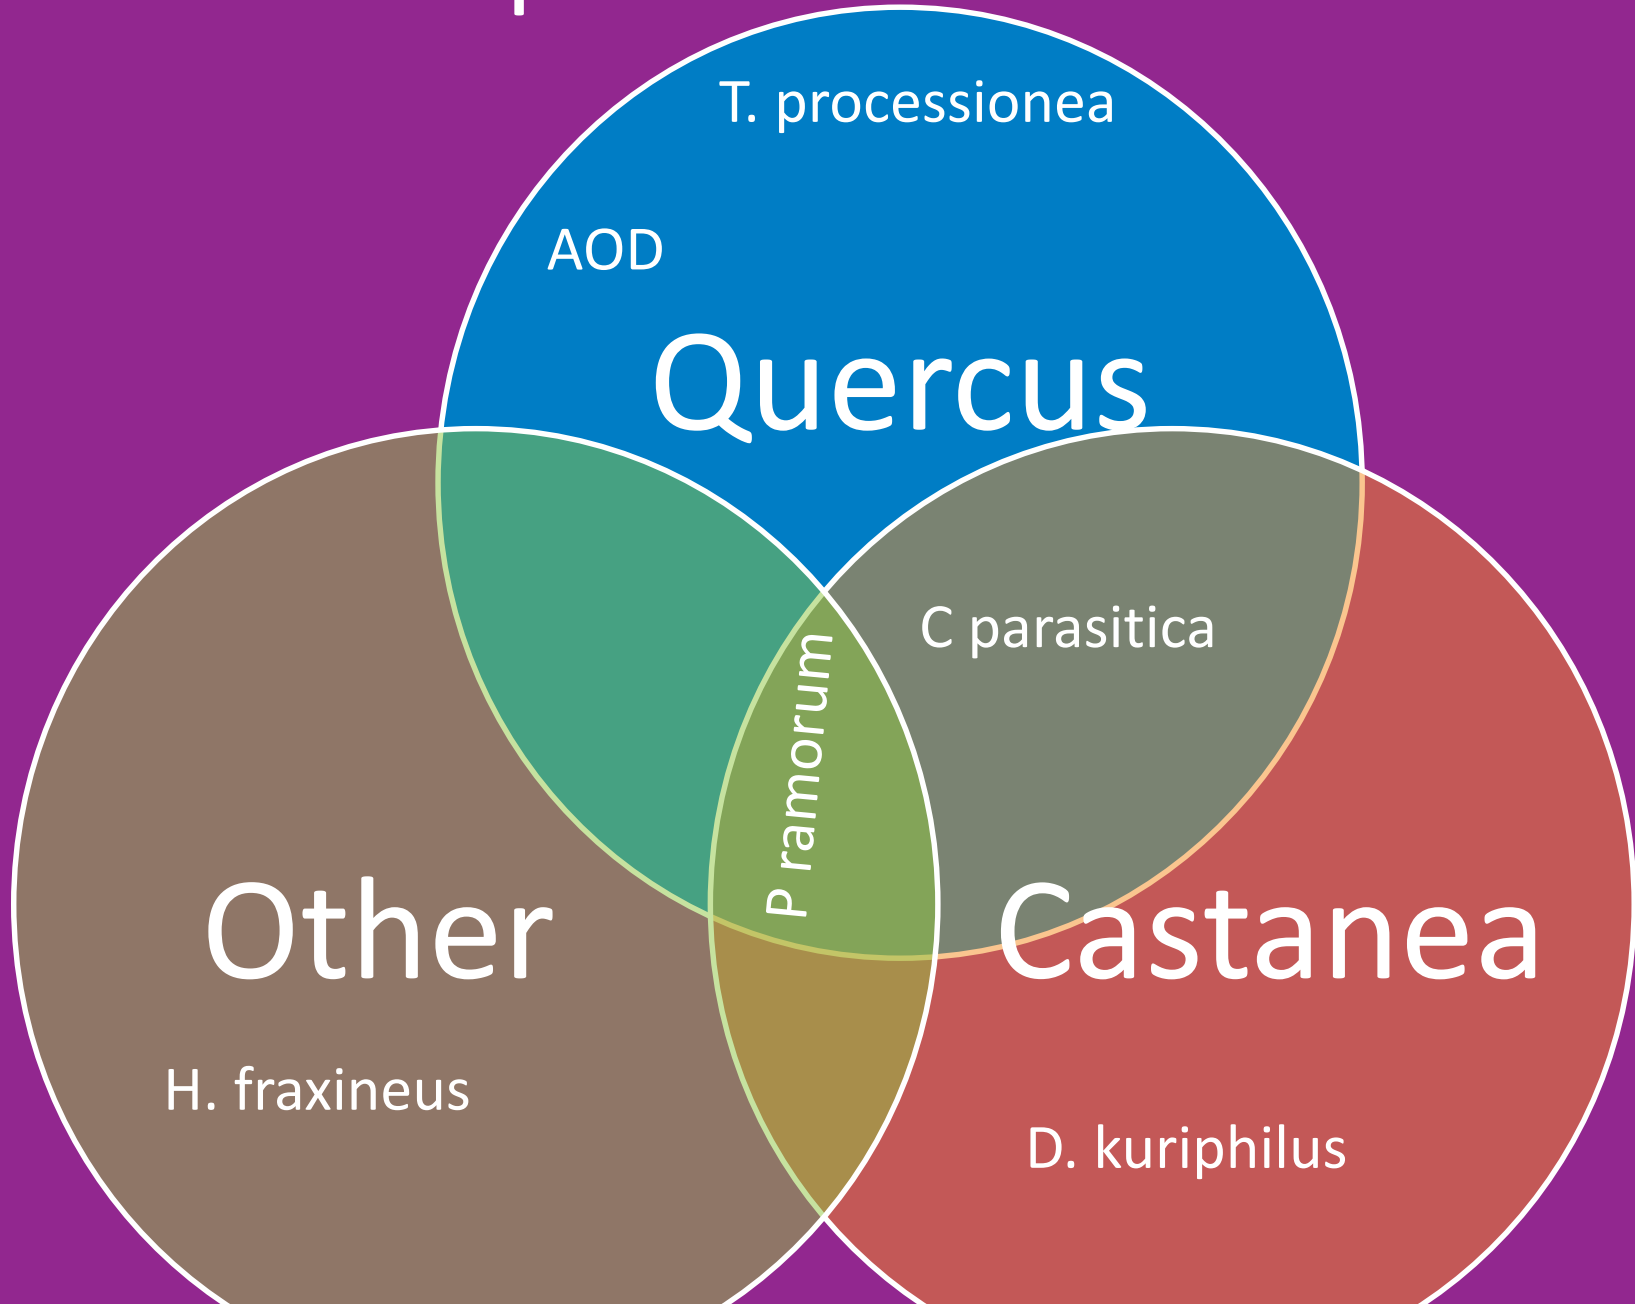 T. processionea
AOD
Quercus
C parasitica
P ramorum
Other
Castanea
H. fraxineus
D. kuriphilus